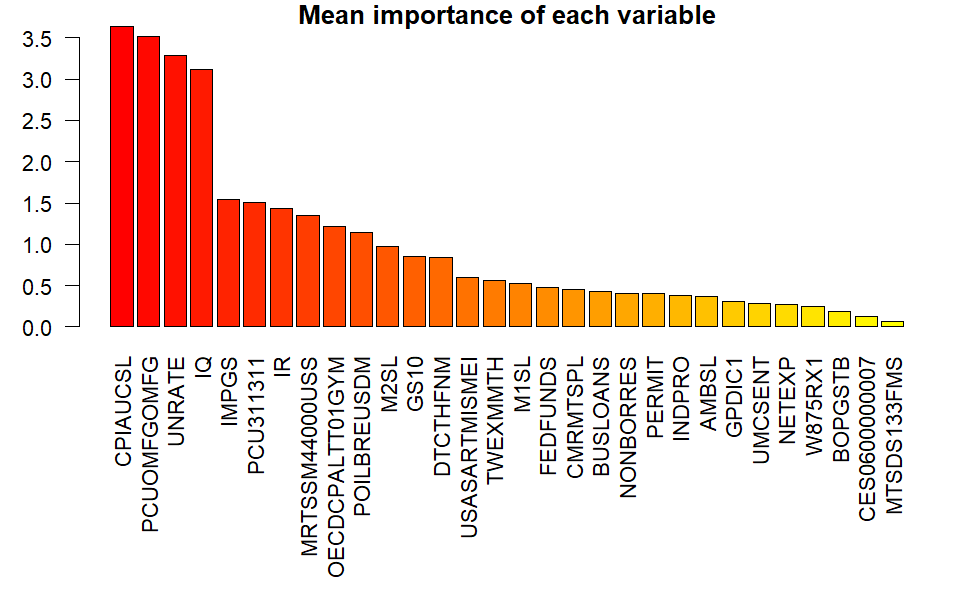 Mean importance of each variable
3.5
3.0
2.5
2.0
1.5
1.0
0.5
0.0
CPIAUCSL
PCUOMFGOMFG
UNRATE
IQ
IMPGS
PCU311311
IR
MRTSSM44000USS
OECDCPALTT01GYM
POILBREUSDM
M2SL
GS10
DTCTHFNM
USASARTMISMEI
TWEXMMTH
M1SL
FEDFUNDS
CMRMTSPL
BUSLOANS
NONBORRES
PERMIT
INDPRO
AMBSL
GPDIC1
UMCSENT
NETEXP
W875RX1
BOPGSTB
CES0600000007
MTSDS133FMS